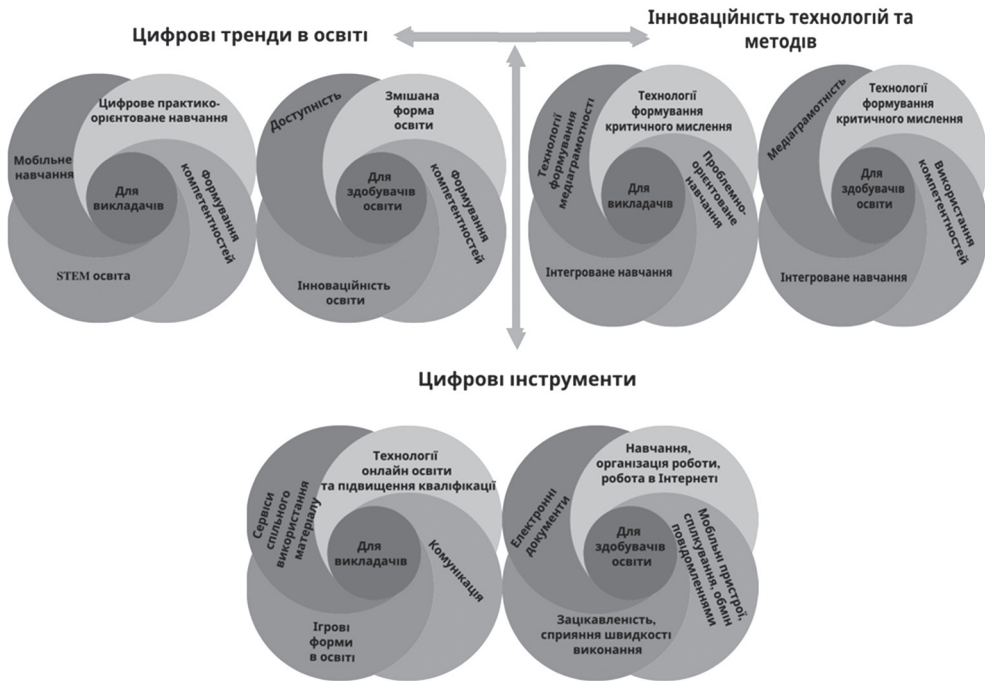 Цифрові тренди в освіті
Інноваційність технологій та
методів
Цифрове практико-
орієнтоване навчання
Мобільне
навчання
Для
викладачів
Формування
компетентностей
STEM освіта
Доступність
Змішана
форма
освіти
Для
здобувачів
освіти
Формування
компетентностей
Інноваційність
освіти
Технології
формування
медіаграмотності
Технології
формування
критичного мислення
Для
викладачів
Проблемно-
орієнтоване
навчання
Інтегроване навчання
Медіаграмотність
Технології
формування
критичного мислення
Для
здобувачів
освіти
Використання
компетентностей
Інтегроване навчання
Цифрові інструменти
Сервіси
спільного
використання
матеріалу
Технології
онлайн освіти
та підвищення кваліфікації
Для
викладачів
Комунікація
Ігрові
форми
в освіті
Електронні
документи
Навчання,
організація роботи,
робота в Інтернеті
Для
здобувачів
освіти
Мобільні пристрої,
спілкування, обмін
повідомленнями
Зацікавленість,
сприяння швидкості
виконання